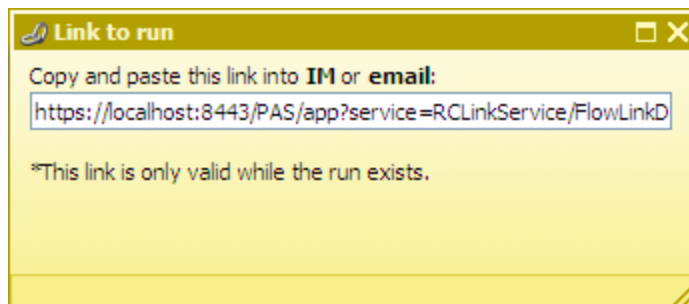 Link to run
Copy and paste this link into IM or email:
https://localhost:8443/PAS/app?service=RCLinkService/FlowLinkD
*This link is only valid while the run exists.